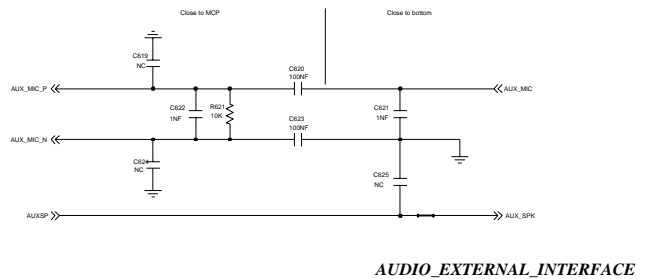 Close to MCP
Close to bottom
C619
NC
C620
100NF
AUX_MIC_P
AUX_MIC
C622
1NF
R621
10K
C621
1NF
C623
100NF
AUX_MIC_N
C624
NC
C625
NC
AUXSP
AUX_SPK
AUDIO_EXTERNAL_INTERFACE